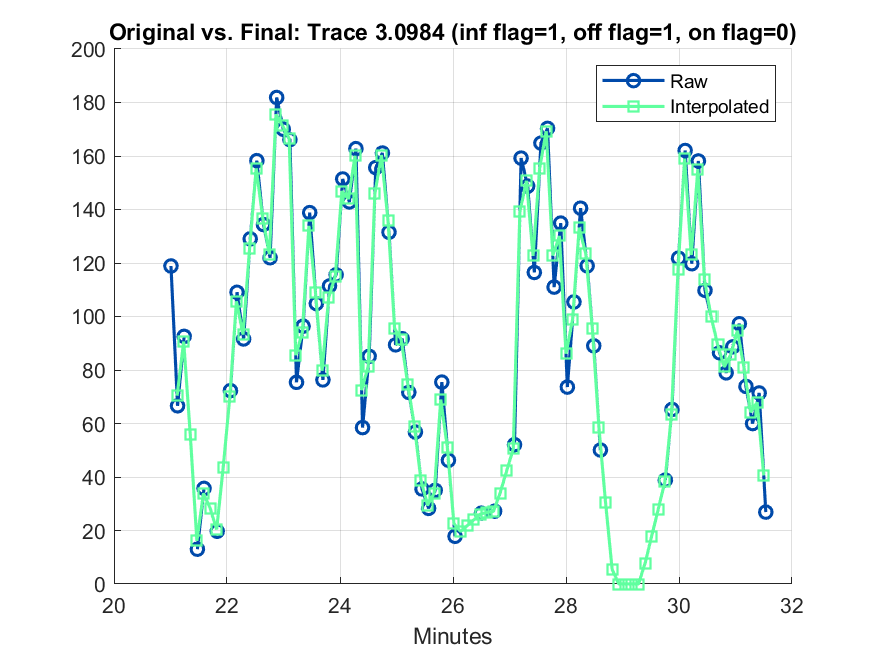 Original vs. Final: Trace 3.0984 (inf flag=1, off flag=1, on flag=0)
200
180
160
140
120
100
80
60
40
20
0
Raw
Interpolated
20 22 24 26 28 30 32
Minutes